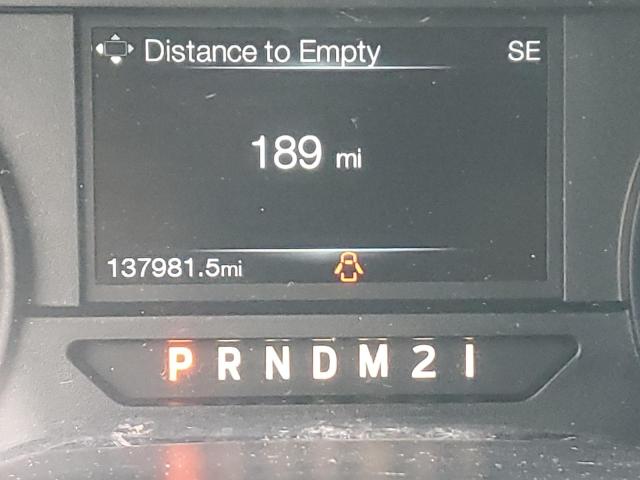 Distance to Empty SE
189 mi
137981.5mi
P R N D M 2 1